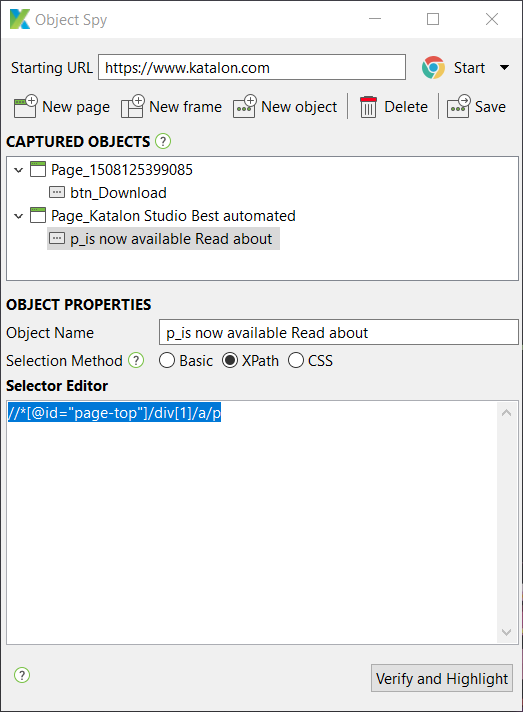 Object Spy
Starting URL https://www.katalon.com Start
New page New frame New object Delete Save
CAPTURED OBJECTS ?
Page_1508125399085
btn_Download
Page_Katalon Studio Best automated
p_is now available Read about
OBJECT PROPERTIES
Object Name p_is now available Read about
Selection Method ? Basic XPath CSS
Selector Editor
//*[@id="page-top"]/div[1]/a/p
? Verify and Highlight